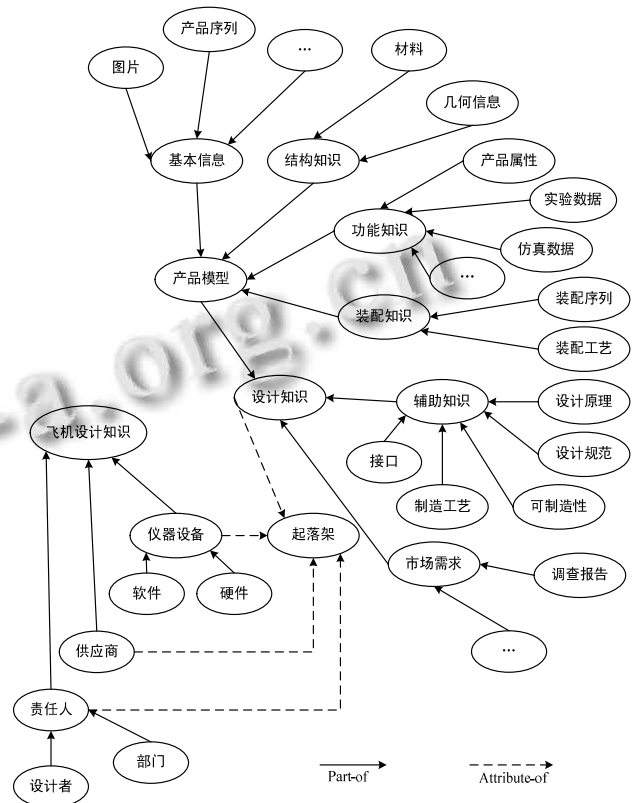 产品序列
…
材料
图片
几何信息
基本信息
结构知识
产品属性
实验数据
功能知识
仿真数据
…
产品模型
装配序列
装配知识
装配工艺
设计知识
辅助知识
设计原理
飞机设计知识
接口
设计规范
制造工艺
可制造性
仪器设备
起落架
市场需求
调查报告
软件
硬件
供应商
…
责任人
部门
设计者
Part-of
Attribute-of
-a.org.cn